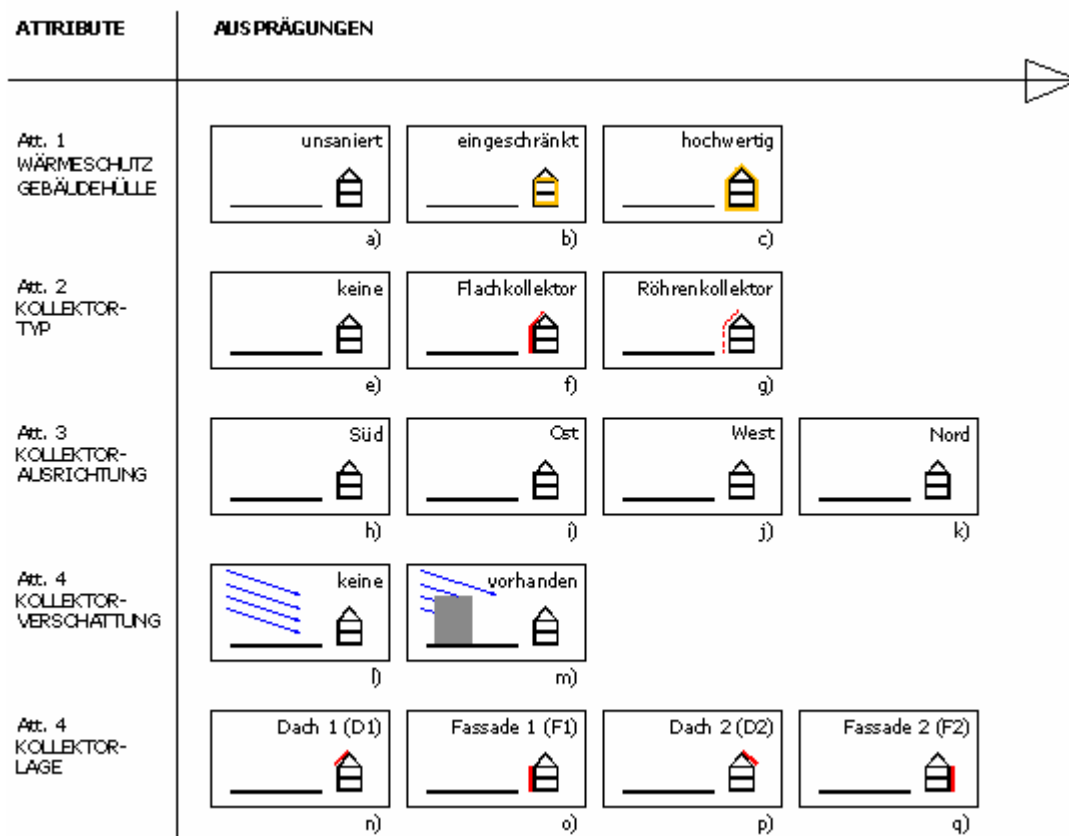 ATTRIBUTE AUSPRÄGUNGEN
Att. 1
WÄRMESCHUTZ
GEBÄUDEHÜLLE
unsaniert eingeschränkt hochwertig
a) b) c)
Att. 2
KOLLEKTOR-
TYP
keine Flachkollektor Röhrenkollektor
e) f) g)
Att. 3
KOLLEKTOR-
AUSRICHTUNG
Süd Ost West Nord
h) i) j) k)
Att. 4
KOLLEKTOR-
VERSCHATTUNG
keine vorhanden
l) m)
Att. 4
KOLLEKTOR-
LAGE
Dach 1 (D1) Fassade 1 (F1) Dach 2 (D2) Fassade 2 (F2)
n) o) p) q)